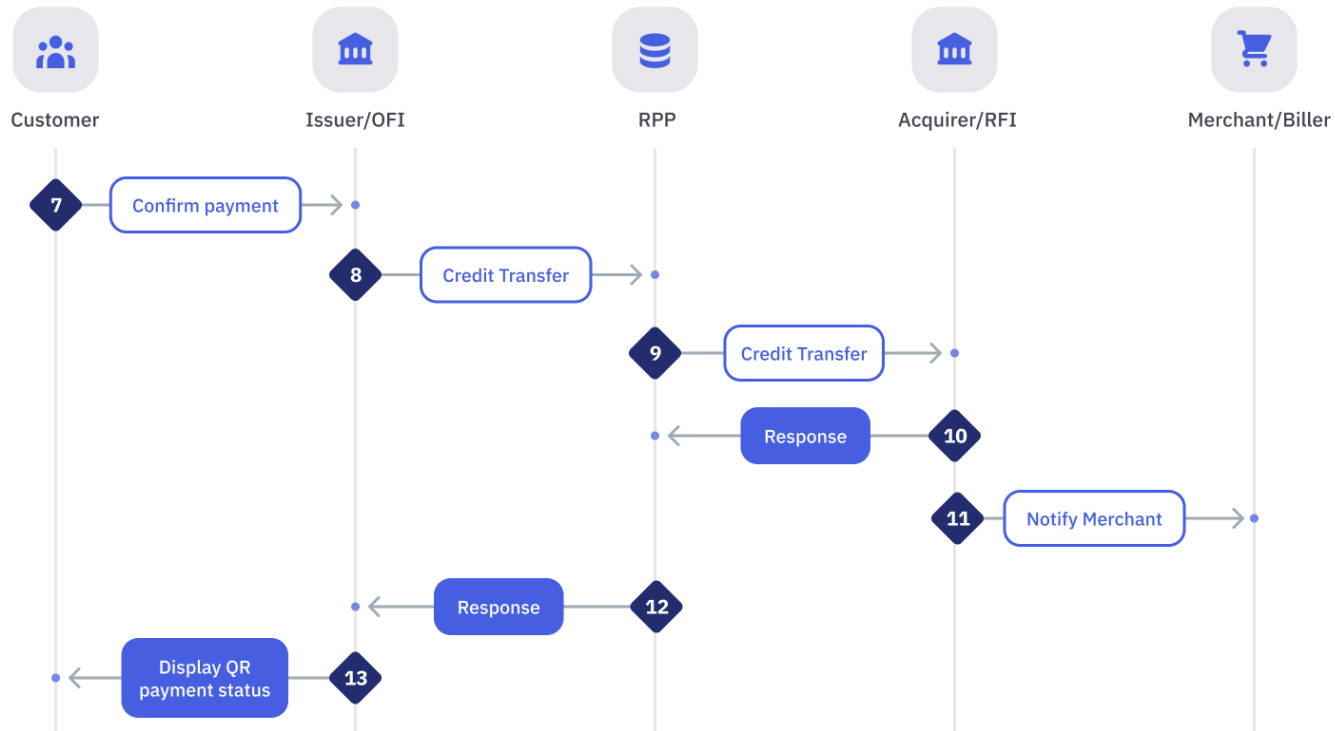 Customer
Issuer/OFI
RPP
Acquirer/RFI
Merchant/Biller
7
Confirm payment
8
Credit Transfer
9
Credit Transfer
Response
10
11
Notify Merchant
Response
12
Display QR
payment status
13